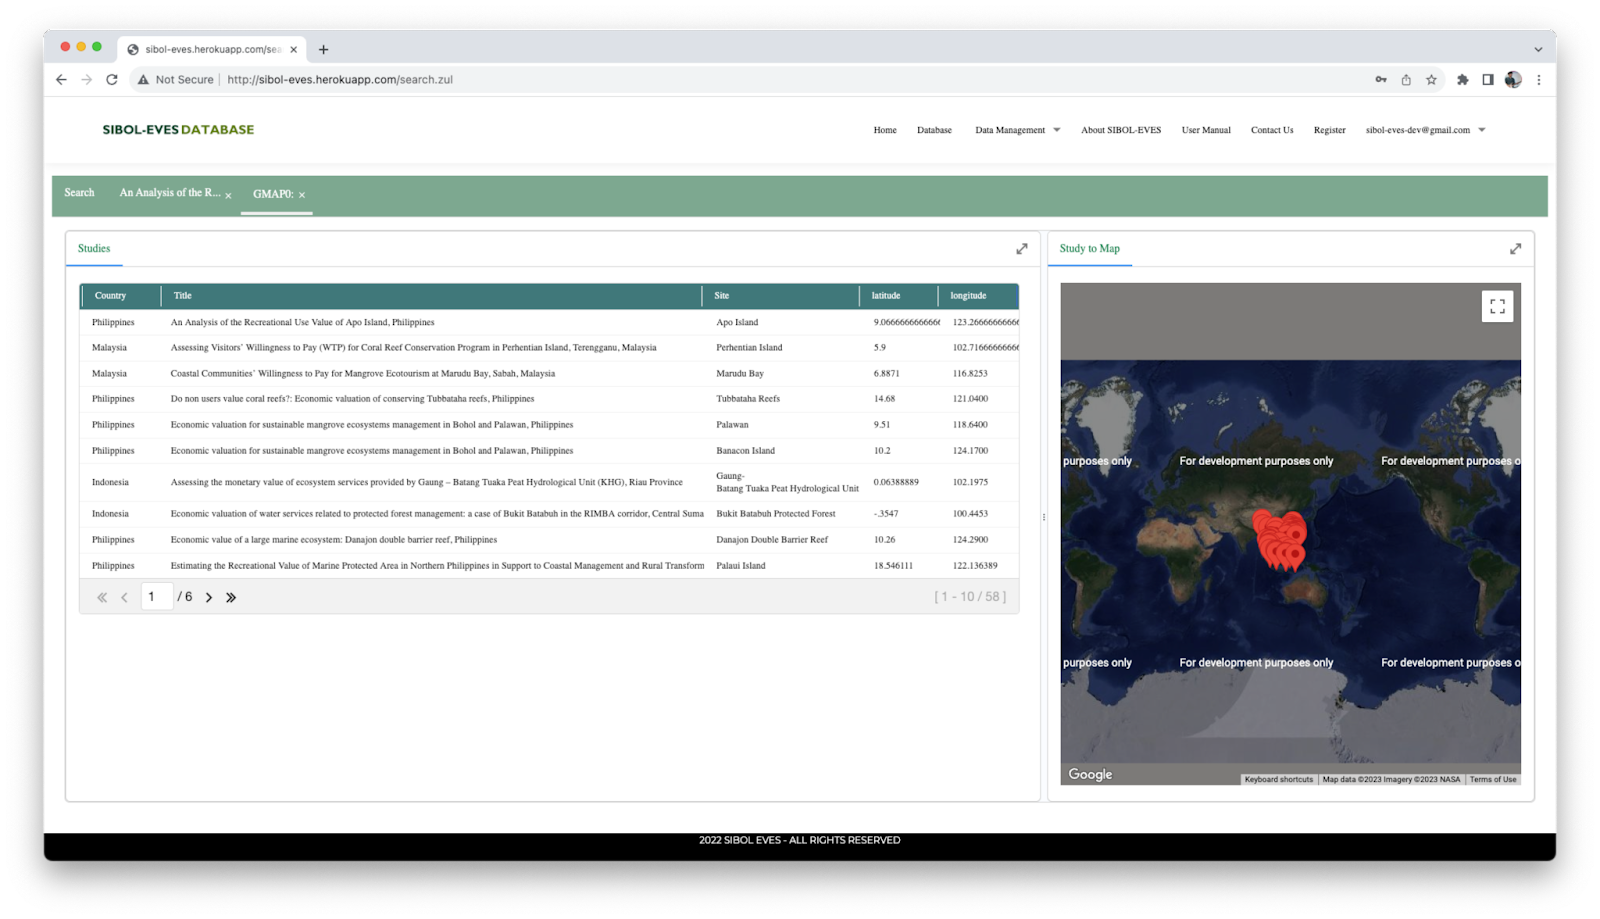 sibol-eves.herokuapp.com/sea
Not Secure | http://sibol-eves.herokuapp.com/search.zul
SIBOL-EVES DATABASE
Home Database Data Management About SIBOL-EVES User Manual Contact Us Register sibol-eves-dev@gmail.com
Search An Analysis of the R... × GMAP0: ×
Studies
Country Title Site latitude longitude
Philippines An Analysis of the Recreational Use Value of Apo Island, Philippines Apo Island 9.066666666666 123.26666666666
Malaysia Assessing Visitors’ Willingness to Pay (WTP) for Coral Reef Conservation Program in Perhentian Island, Terengganu, Malaysia Perhentian Island 5.9 102.71666666666
Malaysia Coastal Communities’ Willingness to Pay for Mangrove Ecotourism at Marudu Bay, Sabah, Malaysia Marudu Bay 6.8871 116.8253
Philippines Do non users value coral reefs?: Economic valuation of conserving Tubbataha reefs, Philippines Tubbataha Reefs 14.68 121.0400
Philippines Economic valuation for sustainable mangrove ecosystems management in Bohol and Palawan, Philippines Palawan 9.51 118.6400
Philippines Economic valuation for sustainable mangrove ecosystems management in Bohol and Palawan, Philippines Banacon Island 10.2 124.1700
Indonesia Assessing the monetary value of ecosystem services provided by Gaung – Batang Tuaka Peat Hydrological Unit (KHG), Riau Province Gaung- 0.06388889 102.1975
Batang Tuaka Peat Hydrological Unit
Indonesia Economic valuation of water services related to protected forest management: a case of Bukit Batabuh in the RIMBA corridor, Central Suma Bukit Batabuh Protected Forest -.3547 100.4453
Philippines Economic value of a large marine ecosystem: Danajon double barrier reef, Philippines Danajon Double Barrier Reef 10.26 124.2900
Philippines Estimating the Recreational Value of Marine Protected Area in Northern Philippines in Support to Coastal Management and Rural Transform Palaui Island 18.546111 122.136389
1 / 6
[ 1 - 10 / 58 ]
Study to Map
purposes only For development purposes only For development purposes o
purposes only For development purposes only For development purposes o
Google
Keyboard shortcuts Map data ©2023 Imagery ©2023 NASA Terms of Use
2022 SIBOL EVES - ALL RIGHTS RESERVED